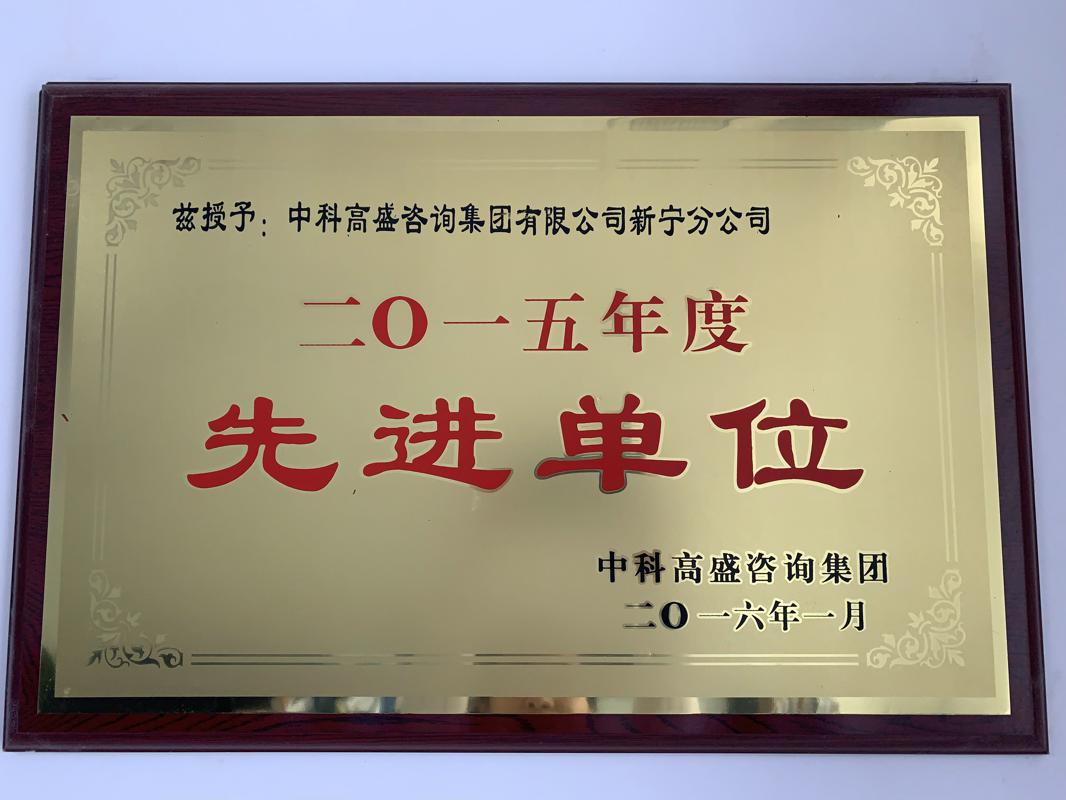 兹授予：中科高盛咨询集团有限公司新宁分公司
二O一五年度
先进单位
中科高盛咨询集团
二O一六年一月